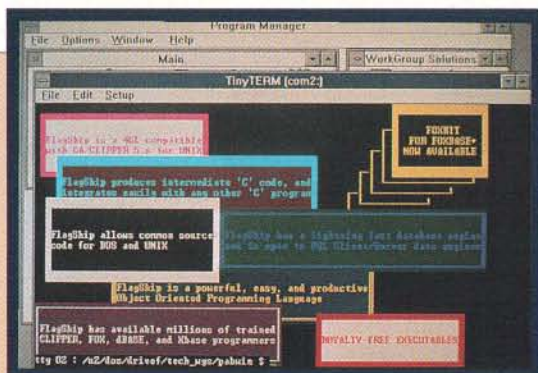 Program Manager
File Options Window Help
Main
WorkGroup Solutions
TinyTERM (com2:)
File Edit Setup
FlagShip is a 4GL compatible
with CA-CLIPPER 5.x for UNIX
FOXKIT
FOR FOXBASE+
NOW AVAILABLE
FlagShip produces intermediate 'C' code, and
integrates easily with any other 'C' program
FlagShip allows common source
code for DOS and UNIX
FlagShip has a lightning fast database engine
and is open to SQL Client/Server data engines
FlagShip is a powerful, easy, and productive
Object Oriented Programming Language
FlagShip has available millions of trained
CLIPPER, FOX, dBASE, and Xbase programmers
ROYALTY-FREE EXECUTABLES
tty 02 : /u2/dos/drivef/tech_wgs/pabwin $